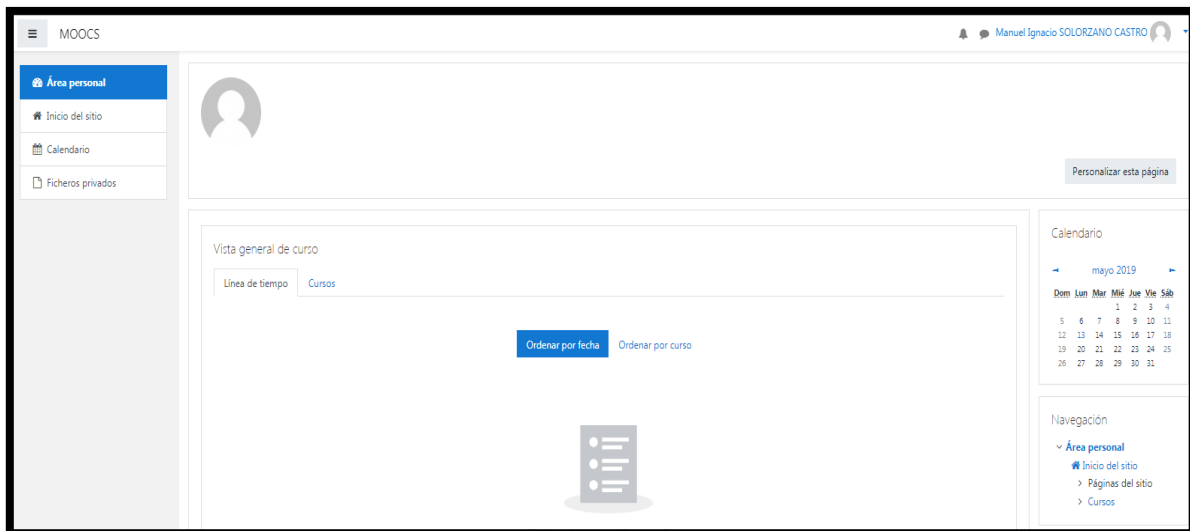 MOOCS
Manuel Ignacio SOLORZANO CASTRO
Área personal
Inicio del sitio
Calendario
Ficheros privados
Personalizar esta página
Vista general de curso
Línea de tiempo
Cursos
Ordenar por fecha
Ordenar por curso
Calendario
mayo 2019
Dom Lun Mar Mié Jue Vie Sáb
1 2 3 4
5 6 7 8 9 10 11
12 13 14 15 16 17 18
19 20 21 22 23 24 25
26 27 28 29 30 31
Navegación
Área personal
Inicio del sitio
Páginas del sitio
Cursos